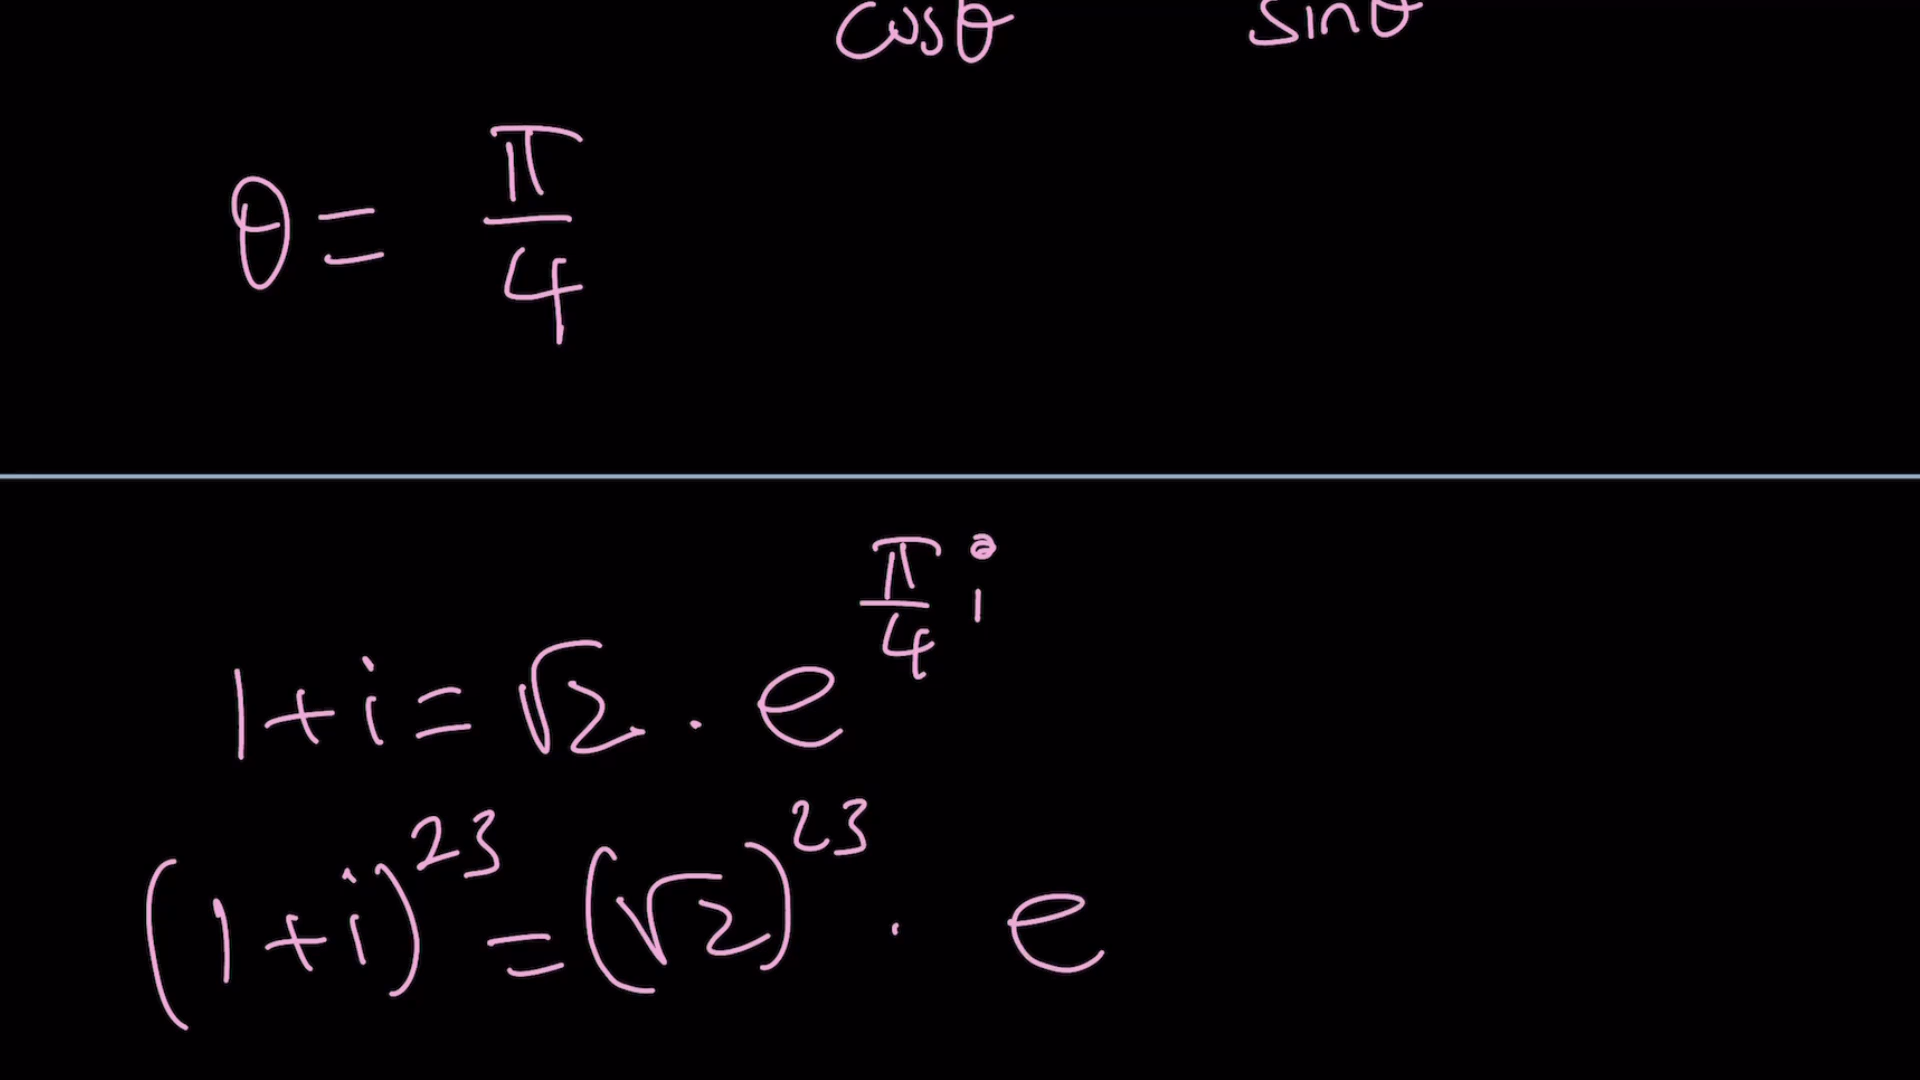 cosθ sinθ
θ = π/4
1+i = √2 · e^(π/4 i)
(1+i)^23 = (√2)^23 · e